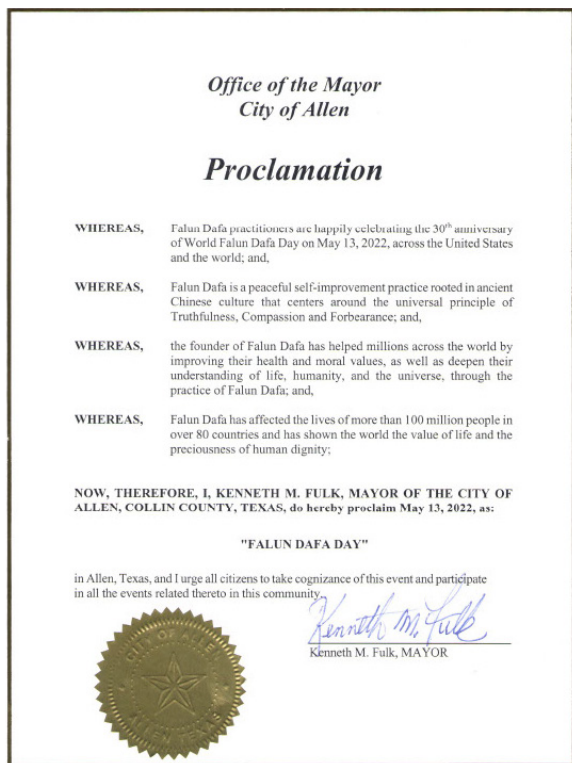 Office of the Mayor
City of Allen
Proclamation
WHEREAS, Falun Dafa practitioners are happily celebrating the 30th anniversary
of World Falun Dafa Day on May 13, 2022, across the United States
and the world; and,
WHEREAS, Falun Dafa is a peaceful self-improvement practice rooted in ancient
Chinese culture that centers around the universal principle of
Truthfulness, Compassion and Forbearance; and,
WHEREAS, the founder of Falun Dafa has helped millions across the world by
improving their health and moral values, as well as deepen their
understanding of life, humanity, and the universe, through the
practice of Falun Dafa; and,
WHEREAS, Falun Dafa has affected the lives of more than 100 million people in
over 80 countries and has shown the world the value of life and the
preciousness of human dignity;
NOW, THEREFORE, I, KENNETH M. FULK, MAYOR OF THE CITY OF
ALLEN, COLLIN COUNTY, TEXAS, do hereby proclaim May 13, 2022, as:
"FALUN DAFA DAY"
in Allen, Texas, and I urge all citizens to take cognizance of this event and participate
in all the events related thereto in this community.
Kenneth M. Fulk
Kenneth M. Fulk, MAYOR
CITY OF ALLEN
ALLEN TEXAS